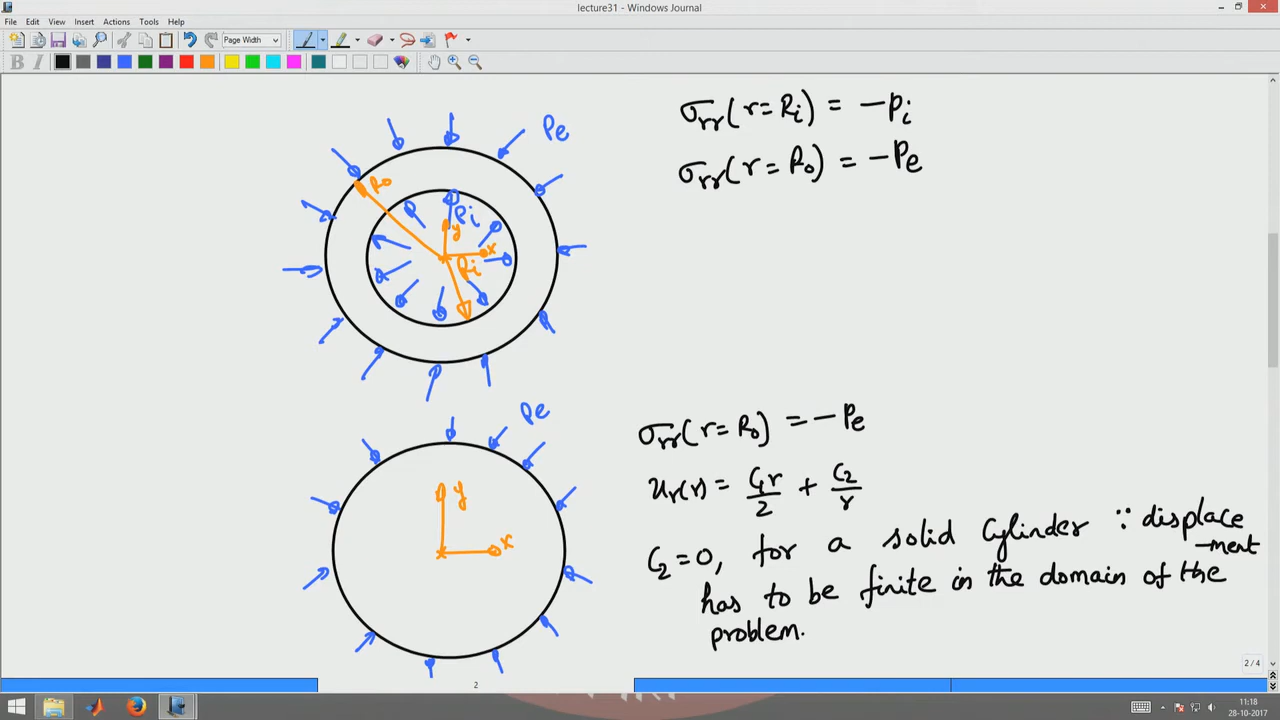 lecture31 - Windows Journal
File Edit View Insert Actions Tools Help
Page Width
B I
Pe
Ro
Pi
y
x
Ri
σrr(r=Ri) = -Pi
σrr(r=Ro) = -Pe
Pe
y
x
σrr(r=Ro) = -Pe
ur(r) = C1r/2 + C2/r
C2=0, for a solid cylinder ∵ displace
-ment
has to be finite in the domain of the
problem.
2/4
2
11:18
28-10-2017